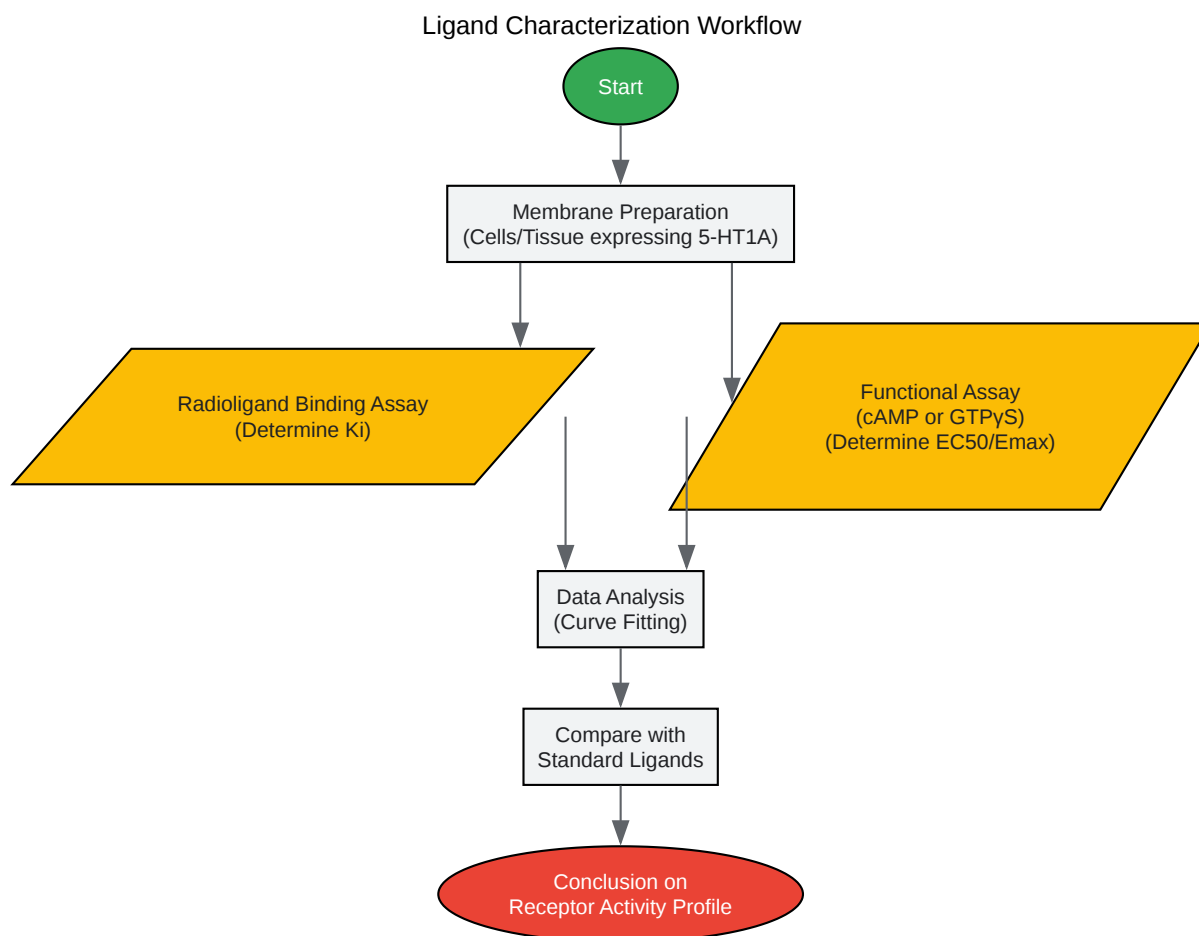 Ligand Characterization Workflow
Start
Membrane Preparation
(Cells/Tissue expressing 5-HT1A)
Radioligand Binding Assay
(Determine Ki)
Functional Assay
(cAMP or GTPγS)
(Determine EC50/Emax)
Data Analysis
(Curve Fitting)
Compare with
Standard Ligands
Conclusion on
Receptor Activity Profile